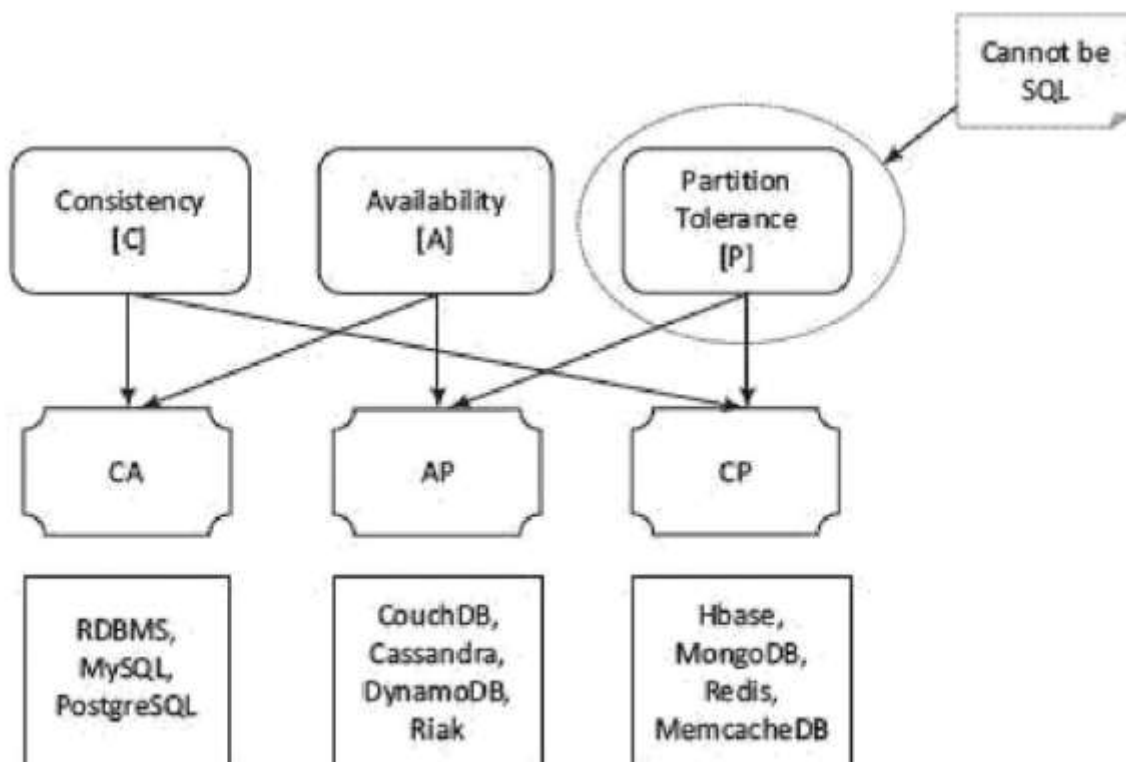 Cannot be
SQL
Consistency
[C]
Availability
[A]
Partition
Tolerance
[P]
CA
AP
CP
RDBMS,
MySQL,
PostgreSQL
CouchDB,
Cassandra,
DynamoDB,
Riak
Hbase,
MongoDB,
Redis,
MemcacheDB